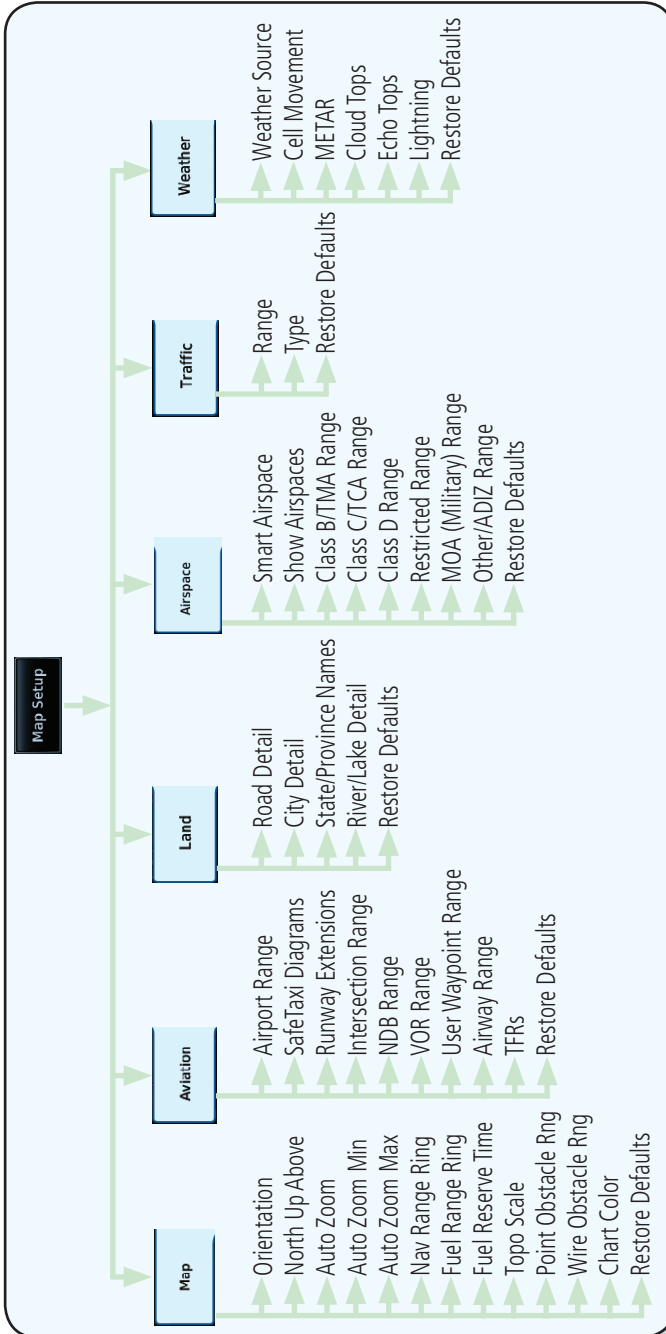 Map Setup
Map
Orientation
North Up Above
Auto Zoom
Auto Zoom Min
Auto Zoom Max
Nav Range Ring
Fuel Range Ring
Fuel Reserve Time
Topo Scale
Point Obstacle Rng
Wire Obstacle Rng
Chart Color
Restore Defaults
Aviation
Airport Range
SafeTaxi Diagrams
Runway Extensions
Intersection Range
NDB Range
VOR Range
User Waypoint Range
Airway Range
TFRs
Restore Defaults
Land
Road Detail
City Detail
State/Province Names
River/Lake Detail
Restore Defaults
Airspace
Smart Airspace
Show Airspaces
Class B/TMA Range
Class C/TCA Range
Class D Range
Restricted Range
MOA (Military) Range
Other/ADIZ Range
Restore Defaults
Traffic
Range
Type
Restore Defaults
Weather
Weather Source
Cell Movement
METAR
Cloud Tops
Echo Tops
Lightning
Restore Defaults